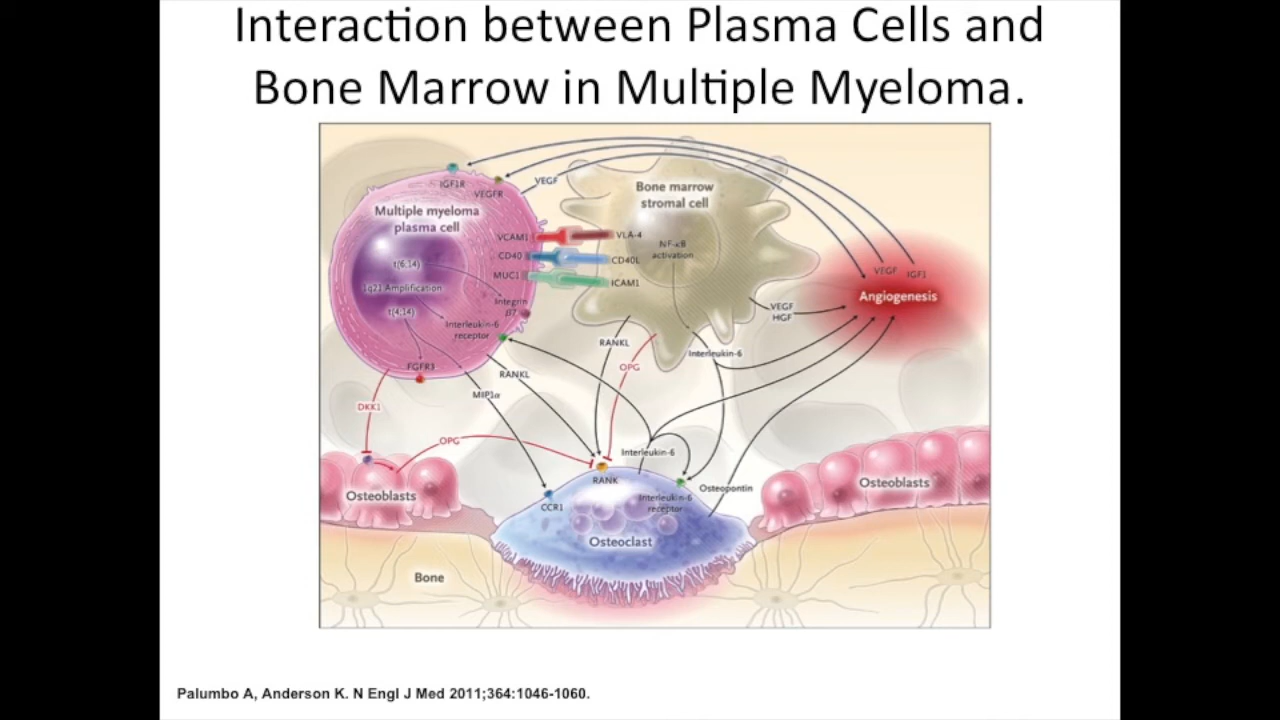 Interaction between Plasma Cells and
Bone Marrow in Multiple Myeloma.
IGF1R
VEGFR
VEGF
Multiple myeloma
plasma cell
Bone marrow
stromal cell
VCAM1
VLA-4
NF-κB
activation
CD40
CD40L
MUC1
ICAM1
t(6;14)
1q21 Amplification
t(4;14)
Integrin
β7
Interleukin-6
receptor
FGFR3
VEGF
IGF1
Angiogenesis
VEGF
HGF
RANKL
Interleukin-6
OPG
RANKL
MIP1α
DKK1
OPG
Interleukin-6
RANK
Osteopontin
Osteoblasts
CCR1
Interleukin-6
receptor
Osteoblasts
Osteoclast
Bone
Palumbo A, Anderson K. N Engl J Med 2011;364:1046-1060.